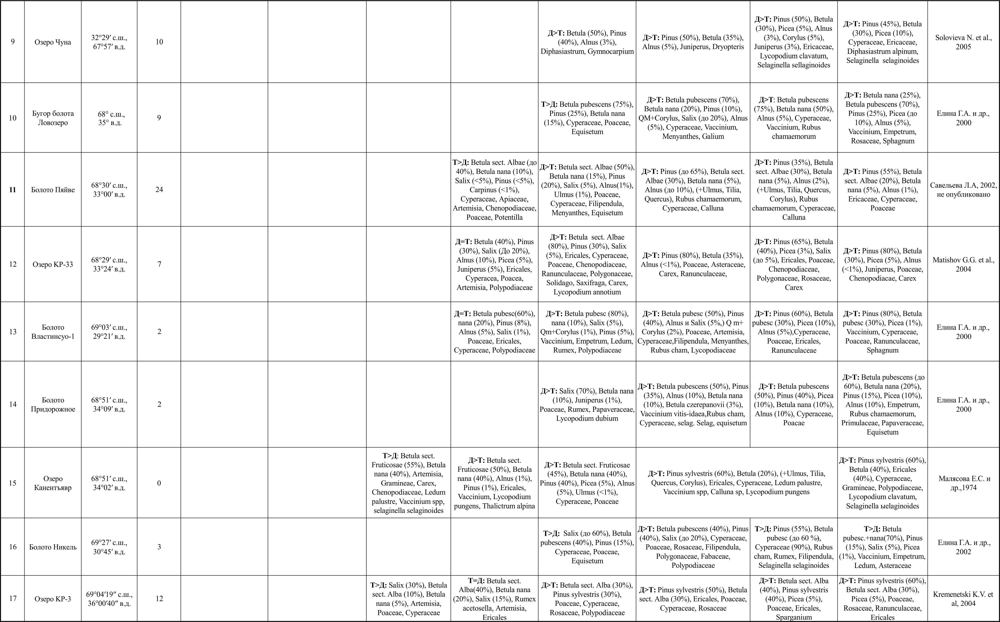 9
Озеро Чуна
32°29′ с.ш.,
67°57′ в.д.
10
Д>Т: Betula (50%), Pinus
(40%), Alnus (3%),
Diphasiastrum, Gymnocarpium
Д>Т: Pinus (50%), Betula (35%),
Alnus (5%), Juniperus, Dryopteris
Д>Т: Pinus (50%), Betula
(30%), Picea (5%), Alnus
(3%), Corylus (5%),
Juniperus (3%), Ericaceae,
Lycopodium clavatum,
Selaginella sellaginoides
Д>Т: Pinus (45%), Betula
(30%), Picea (10%),
Cyperaceae, Ericaceae,
Diphasiastrum alpinum,
Selaginella selaginoides
Solovieva N. et al.,
2005
10
Бугор болота
Ловозеро
68° с.ш.,
35° в.д.
9
Т>Д: Betula pubescens (75%),
Pinus (25%), Betula nana
(15%), Cyperaceae, Poaceae,
Equisetum
Д>Т: Betula pubescens (70%),
Betula nana (20%), Pinus (10%),
QM+Corylus, Salix (до 20%), Alnus
(5%), Cyperaceae, Vaccinium,
Menyanthes, Galium
Д>Т: Betula pubescens
(75%), Betula nana (50%),
Alnus (5%), Cyperaceae,
Vaccinium, Rubus
chamaemorum
Д>Т: Betula nana (25%),
Betula pubescens (70%),
Pinus (25%), Picea (до
10%), Alnus (5%),
Vaccinium, Empetrum,
Rosaceae, Sphagnum
Елина Г.А. и др.,
2000
11
Болото Пяйве
68°30′ с.ш.,
33°00′ в.д.
24
Т>Д: Betula sect. Albae (до
40%), Betula nana (10%),
Salix (<5%), Pinus (<5%),
Carpinus (<1%),
Cyperaceae, Apiaceae,
Artemisia, Chenopodiaceae,
Poaceae, Potentilla
Д>Т: Betula sect. Albae (50%),
Betula nana (15%), Pinus
(20%), Salix (5%), Alnus(1%),
Ulmus (1%), Poaceae,
Cyperaceae, Filipendula,
Menyanthes, Equisetum
Д>Т: Pinus (до 65%), Betula sect.
Albae (30%), Betula nana (5%),
Alnus (до 10%), (+Ulmus, Tilia,
Quercus), Rubus chamaemorum,
Cyperaceae, Calluna
Д>Т: Pinus (35%), Betula
sect. Albae (30%), Betula
nana (5%), Alnus (2%),
(+Ulmus, Tilia, Quercus,
Corylus), Rubus
chamaemorum, Cyperaceae,
Calluna
Д>Т: Pinus (55%), Betula
sect. Albae (20%), Betula
nana (5%), Alnus (1%),
Ericaceae, Cyperaceae,
Poaceae
Савельева Л.А, 2002,
не опубликовано
12
Озеро KP-33
68°29′ с.ш.,
33°24′ в.д.
7
Д=Т: Betula (40%), Pinus
(30%), Salix (До 20%),
Alnus (10%), Picea (5%),
Juniperus (5%), Ericales,
Cyperacea, Poacea,
Artemisia, Polypodiaceae
Д>Т: Betula sect. Albae
(80%), Pinus (30%), Salix
(5%), Ericales, Cyperaceae,
Poaceae, Chenopodiaceae,
Ranunculaceae, Polygonaceae,
Solidago, Saxifraga, Carex,
Lycopodium annotium
Д>Т: Pinus (80%), Betula (35%),
Alnus (<1%), Poaceae, Asteraceae,
Carex, Ranunculaceae,
Д>Т: Pinus (65%), Betula
(40%), Picea (3%), Salix
(до 5%), Ericales, Poaceae,
Chenopodiaceae,
Polygonaceae, Rosaceae,
Carex
Д>Т: Pinus (80%), Betula
(30%), Picea (5%), Alnus
(<1%), Juniperus, Poaceae,
Chenopodiacae, Carex
Matishov G.G. et al.,
2004
13
Болото
Властинсуо-1
69°03′ с.ш.,
29°21′ в.д.
2
Д=Т: Betula pubesc(60%),
nana (20%), Pinus (8%),
Alnus (5%), Salix (1%),
Poaceae, Ericales,
Cyperaceae, Polypodiaceae
Д>Т: Betula pubesc (80%),
nana (10%), Salix (5%),
Qm+Corylus (1%), Pinus (5%),
Vaccinium, Empetrum, Ledum,
Rumex, Polypodiaceae
Д>Т: Betula pubesc (50%), Pinus
(40%), Alnus и Salix (5%,) Q m+
Corylus (2%), Poaceae, Artemisia,
Cyperaceae,Filipendula, Menyanthes,
Rubus cham, Lycopodiaceae
Д>Т: Pinus (60%), Betula
pubesc (30%), Picea (10%),
Alnus (5%),Cyperaceae,
Poaceae, Ericales,
Ranunculaceae
Д>Т: Pinus (80%), Betula
pubesc (30%), Picea (1%),
Vaccinium, Cyperaceae,
Poaceae, Ranunculaceae,
Sphagnum
Елина Г.А. и др.,
2000
14
Болото
Придорожное
68°51′ с.ш.,
34°09′ в.д.
2
Д>Т: Salix (70%), Betula nana
(10%), Juniperus (1%),
Poaceae, Rumex, Papaveraceae,
Lycopodium dubium
Д>Т: Betula pubescens (50%), Pinus
(35%), Alnus (10%), Betula nana
(10%), Betula czerepanovii (3%),
Vaccinium vitis-idaea,Rubus cham,
Cyperaceae, selag. Selag, equisetum
Д>Т: Betula pubescens
(50%), Pinus (40%), Picea
(10%), Betula nana (10%),
Alnus (10%), Cyperaceae,
Poacae
Д>Т: Betula pubescens (до
60%), Betula nana (20%),
Pinus (15%), Picea (10%),
Alnus (10%), Empetrum,
Rubus chamaemorum,
Primulaceae, Papaveraceae,
Equisetum
Елина Г.А. и др.,
2000
15
Озеро
Канентъявр
68°51′ с.ш.,
34°02′ в.д.
0
Т>Д: Betula sect.
Fruticosae (55%), Betula
nana (40%), Artemisia,
Gramineae, Carex,
Chenopodiaceae, Ledum
palustre, Vaccinium spp,
selaginella selaginoides
Д>Т: Betula sect.
Fruticosae (50%), Betula
nana (40%), Alnus (1%),
Pinus (1%), Ericales,
Vaccinium, Lycopodium
pungens, Thalictrum alpina
Д>Т: Betula sect. Fruticosae
(45%), Betula nana (40%),
Pinus (40%), Picea (5%), Alnus
(5%), Ulmus (<1%),
Cyperaceae, Poaceae
Д>Т: Pinus sylvestris (60%), Betula (20%), (+Ulmus, Tilia,
Quercus, Corylus), Ericales, Cyperaceae, Ledum palustre,
Vaccinium spp, Calluna sp, Lycopodium pungens
Д>Т: Pinus sylvestris (60%),
Betula (40%), Ericales
(40%), Cyperaceae,
Gramineae, Polypodiaceae,
Lycopodium clavatum,
Selaginella ыelaginoides
Малясова Е.С. и
др.,1974
16
Болото Никель
69°27′ с.ш.,
30°45′ в.д.
3
Т>Д: Salix (до 60%), Betula
pubescens (40%), Pinus (15%),
Cyperaceae, Poaceae,
Equisetum
Д>Т: Betula pubescens (40%), Pinus
(40%), Salix (до 20%), Cyperaceae,
Poaceae, Rosaceae, Filipendula,
Polygonaceae, Fabaceae,
Polypodiaceae
Т>Д: Pinus (55%), Betula
pubesc (до 60 %),
Cyperaceae (90%), Rubus
cham, Rumex, Filipendula,
Selaginella selaginoides
Т>Д: Betula
pubesc.+nana(70%), Pinus
(15%), Salix (5%), Picea
(1%), Vaccinium, Empetrum,
Ledum, Asteraceae
Елина Г.А. и др.,
2002
17
Озеро KP-3
69°04′19″ с.ш.,
36°00′40″ в.д.
12
Т>Д: Salix (30%), Betula
sect. Alba (10%), Betula
nana (5%), Artemisia,
Poaceae, Cyperaceae
Т=Д: Betula sect.
Alba(40%), Betula nana
(20%), Salix (15%), Rumex
acetosella, Artemisia,
Ericales
Д>Т: Betula sect. Alba (30%),
Pinus sylvestris (30%),
Poaceae, Cyperaceae,
Rosaceae, Polypodiaceae
Д>Т: Pinus sylvestris (50%), Betula
sect. Alba (30%), Ericales, Poaceae,
Cyperaceae, Rosaceae
Д>Т: Betula sect. Alba
(40%), Pinus sylvestris
(40%), Picea (5%),
Poaceae, Ericales,
Sparganium
Д>Т: Pinus sylvestris (60%),
Betula sect. Alba (30%),
Picea (5%), Poaceae,
Rosaceae, Ranunculaceae,
Ericales
Kremenetski K.V. et
al, 2004